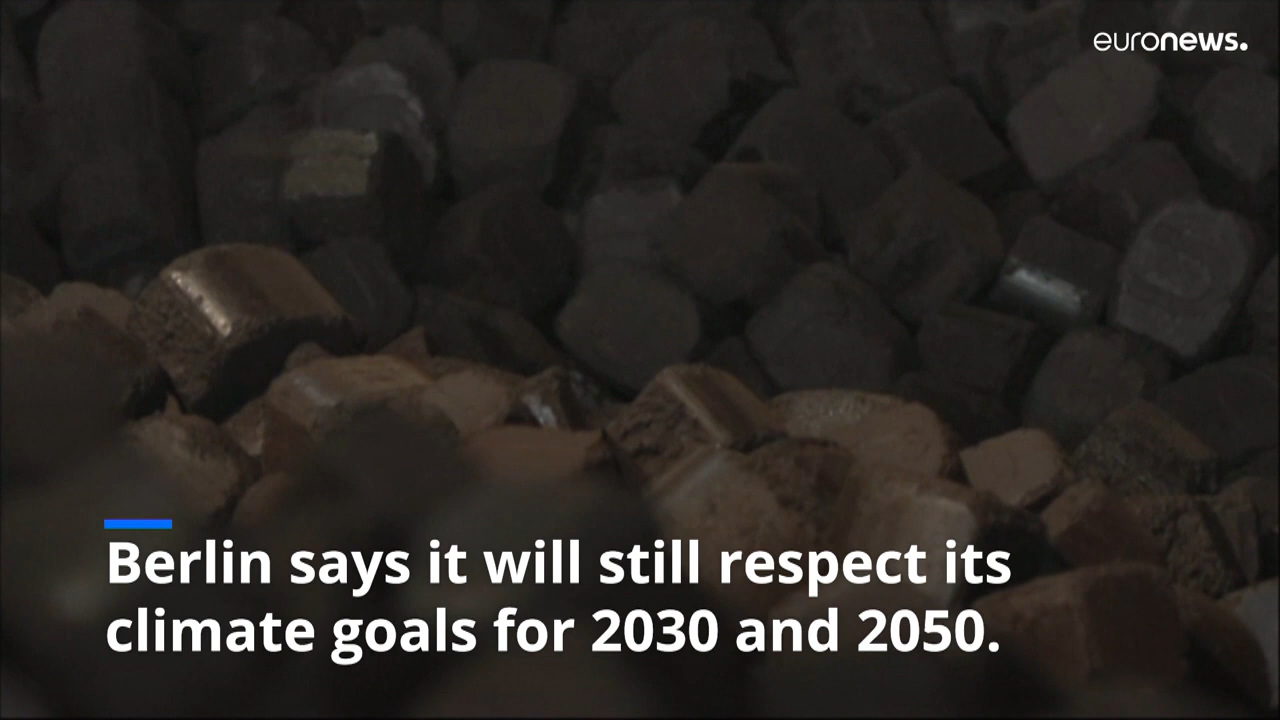 euronews.
Berlin says it will still respect its
climate goals for 2030 and 2050.